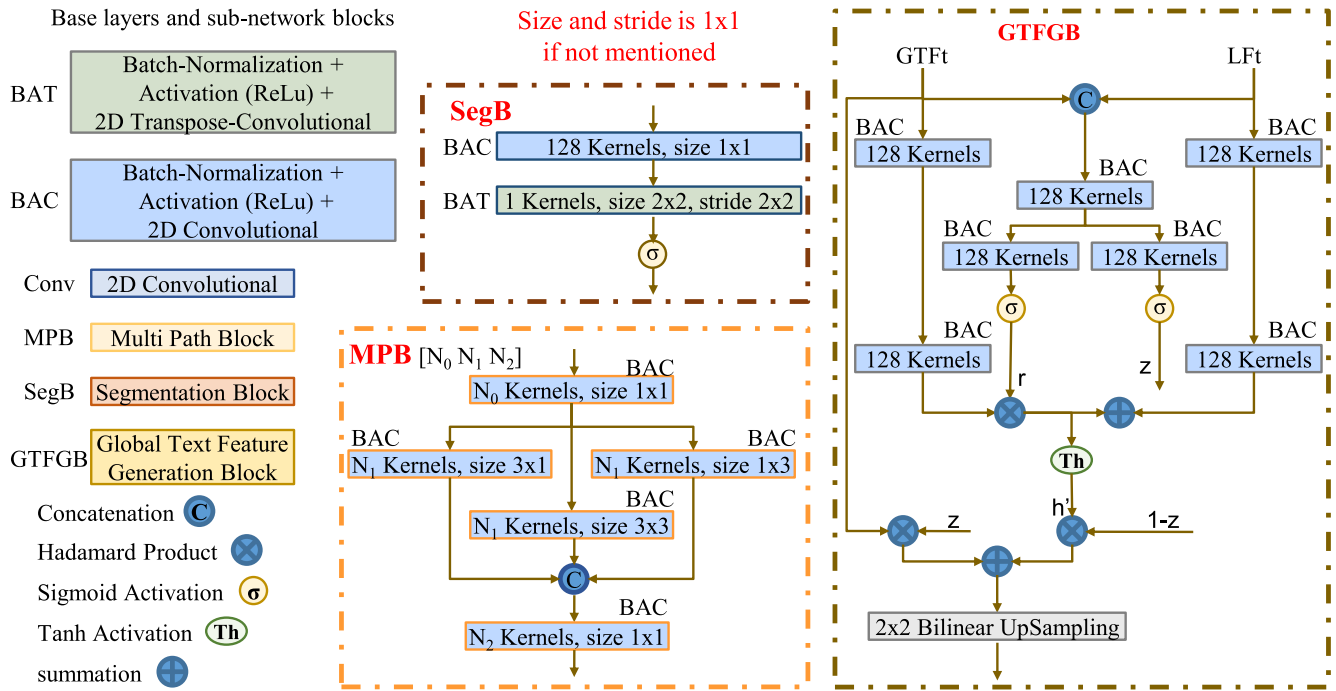 Base layers and sub-network blocks
BAT
Batch-Normalization +
Activation (ReLu) +
2D Transpose-Convolutional
BAC
Batch-Normalization +
Activation (ReLu) +
2D Convolutional
Conv
2D Convolutional
MPB
Multi Path Block
SegB
Segmentation Block
GTFGB
Global Text Feature
Generation Block
Concatenation C
Hadamard Product
Sigmoid Activation σ
Tanh Activation Th
summation
Size and stride is 1x1
if not mentioned
SegB
BAC
128 Kernels, size 1x1
BAT
1 Kernels, size 2x2, stride 2x2
σ
MPB [N₀ N₁ N₂]
BAC
N₀ Kernels, size 1x1
BAC
N₁ Kernels, size 3x1
BAC
N₁ Kernels, size 1x3
BAC
N₁ Kernels, size 3x3
C
BAC
N₂ Kernels, size 1x1
GTFGB
GTFt
LFt
C
BAC
128 Kernels
BAC
128 Kernels
BAC
128 Kernels
BAC
128 Kernels
BAC
128 Kernels
σ
σ
BAC
128 Kernels
BAC
128 Kernels
r
z
Th
h'
z
1-z
2x2 Bilinear UpSampling